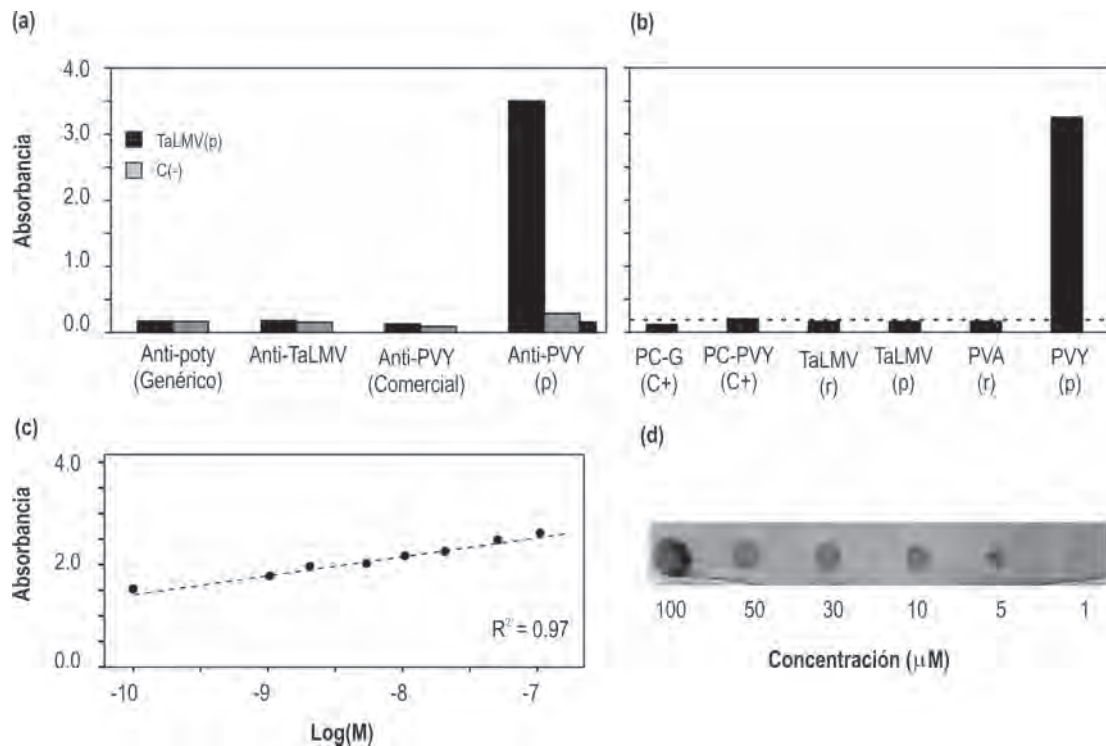 (a)
Absorbancia
4.0
3.0
2.0
1.0
0.0
TaLMV(p)
C(-)
Anti-poty
(Genérico)
Anti-TaLMV
Anti-PVY
(Comercial)
Anti-PVY
(p)
(b)
PC-G
(C+)
PC-PVY
(C+)
TaLMV
(r)
TaLMV
(p)
PVA
(r)
PVY
(p)
(c)
Absorbancia
4.0
2.0
0.0
R² = 0.97
-10 -9 -8 -7
Log(M)
(d)
100 50 30 10 5 1
Concentración (µM)